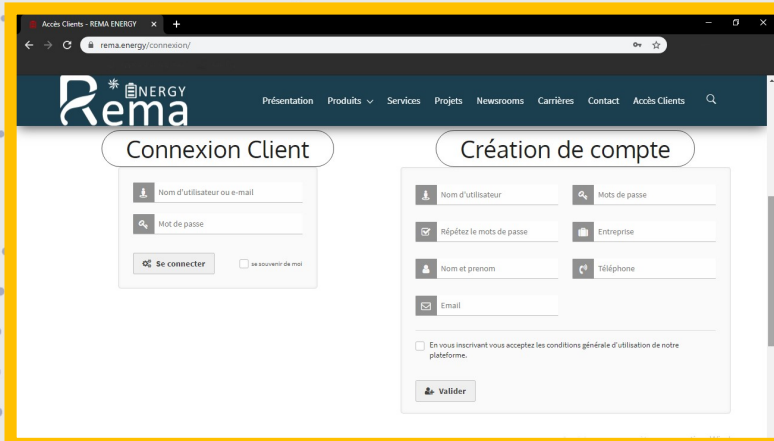 Accès Clients - REMA ENERGY
rema.energy/connexion/
Rema ENERGY
Présentation Produits Services Projets Newsrooms Carrières Contact Accès Clients
Connexion Client
Nom d'utilisateur ou e-mail
Mot de passe
Se connecter
se souvenir de moi
Création de compte
Nom d'utilisateur
Mots de passe
Répétez le mots de passe
Entreprise
Nom et prenom
Téléphone
Email
En vous inscrivant vous acceptez les conditions générale d'utilisation de notre
plateforme.
Valider